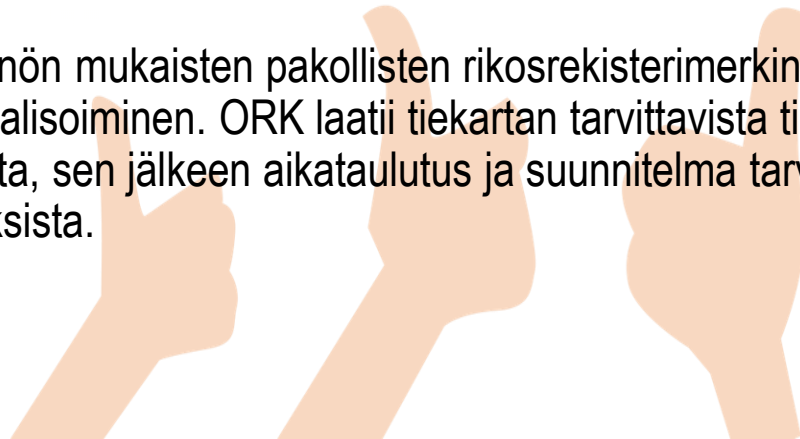 nön mukaisten pakollisten rikosrekisterimerkin
alisoiminen. ORK laatii tiekartan tarvittavista ti
ta, sen jälkeen aikataulutus ja suunnitelma tarv
ksista.